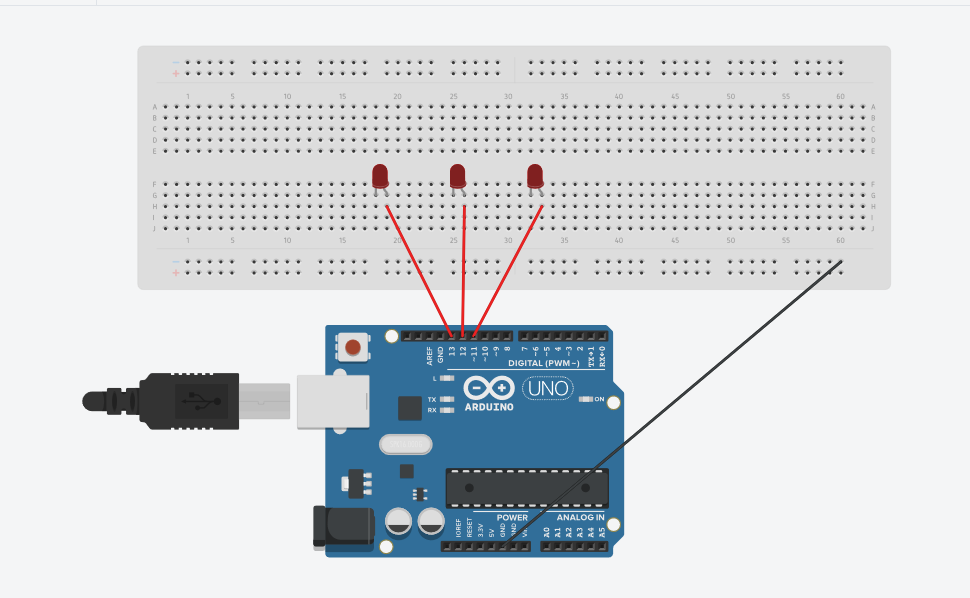 1 5 10 15 20 25 30 35 40 45 50 55 60
A A
B B
C C
D D
E E
F F
G G
H H
I I
J J
1 5 10 15 20 25 30 35 40 45 50 55 60
AREF GND 13 12 ~11 ~10 ~9 8 7 ~6 ~5 4 ~3 2 TX→1 RX←0
DIGITAL (PWM~)
L
UNO
TX
RX
ARDUINO
ON
POWER ANALOG IN
IOREF RESET 3.3V 5V GND GND A0 A1 A2 A3 A4 A5